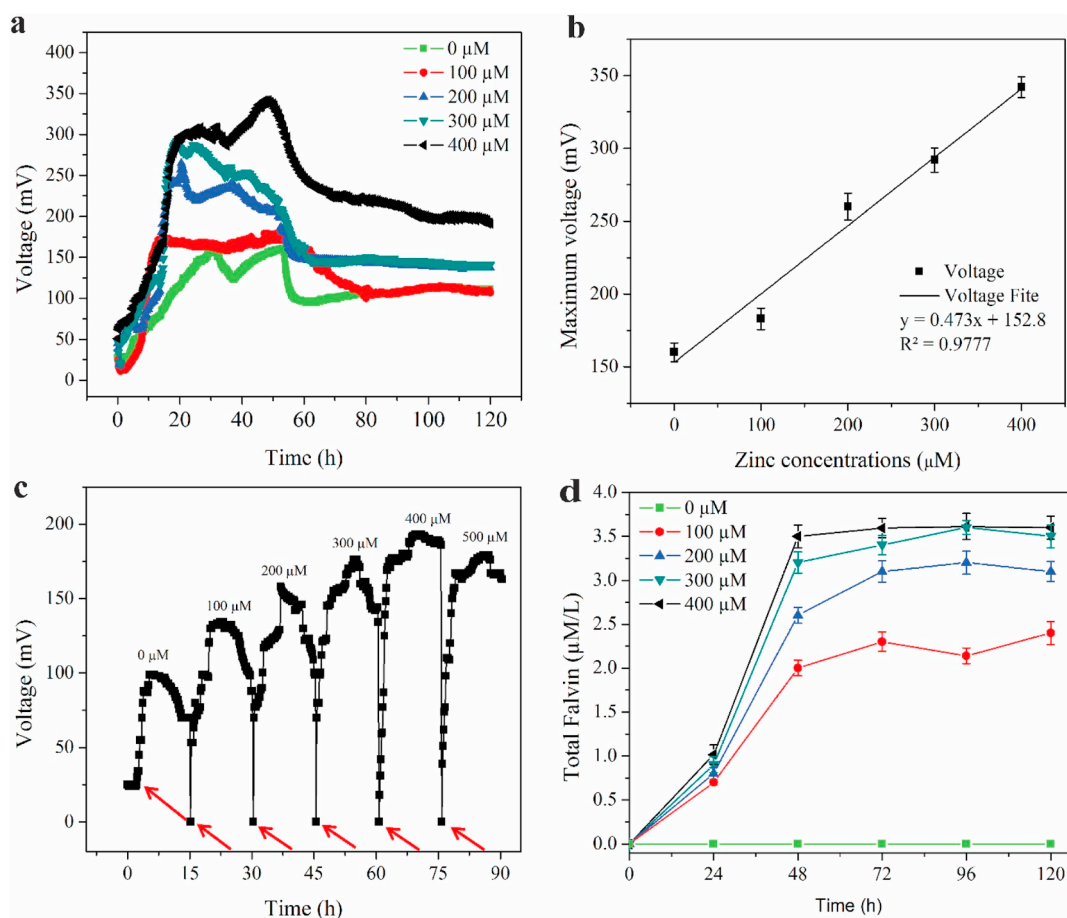 a
400
350
300
250
200
150
100
50
0
Voltage (mV)
0 µM
100 µM
200 µM
300 µM
400 µM
0 20 40 60 80 100 120
Time (h)
b
350
300
250
200
150
Maximum voltage (mV)
Voltage
Voltage Fite
y = 0.473x + 152.8
R² = 0.9777
0 100 200 300 400
Zinc concentrations (µM)
c
200
150
100
50
0
Voltage (mV)
0 µM
100 µM
200 µM
300 µM
400 µM
500 µM
0 15 30 45 60 75 90
Time (h)
d
4.0
3.5
3.0
2.5
2.0
1.5
1.0
0.5
0.0
Total Falvin (µM/L)
0 µM
100 µM
200 µM
300 µM
400 µM
0 24 48 72 96 120
Time (h)